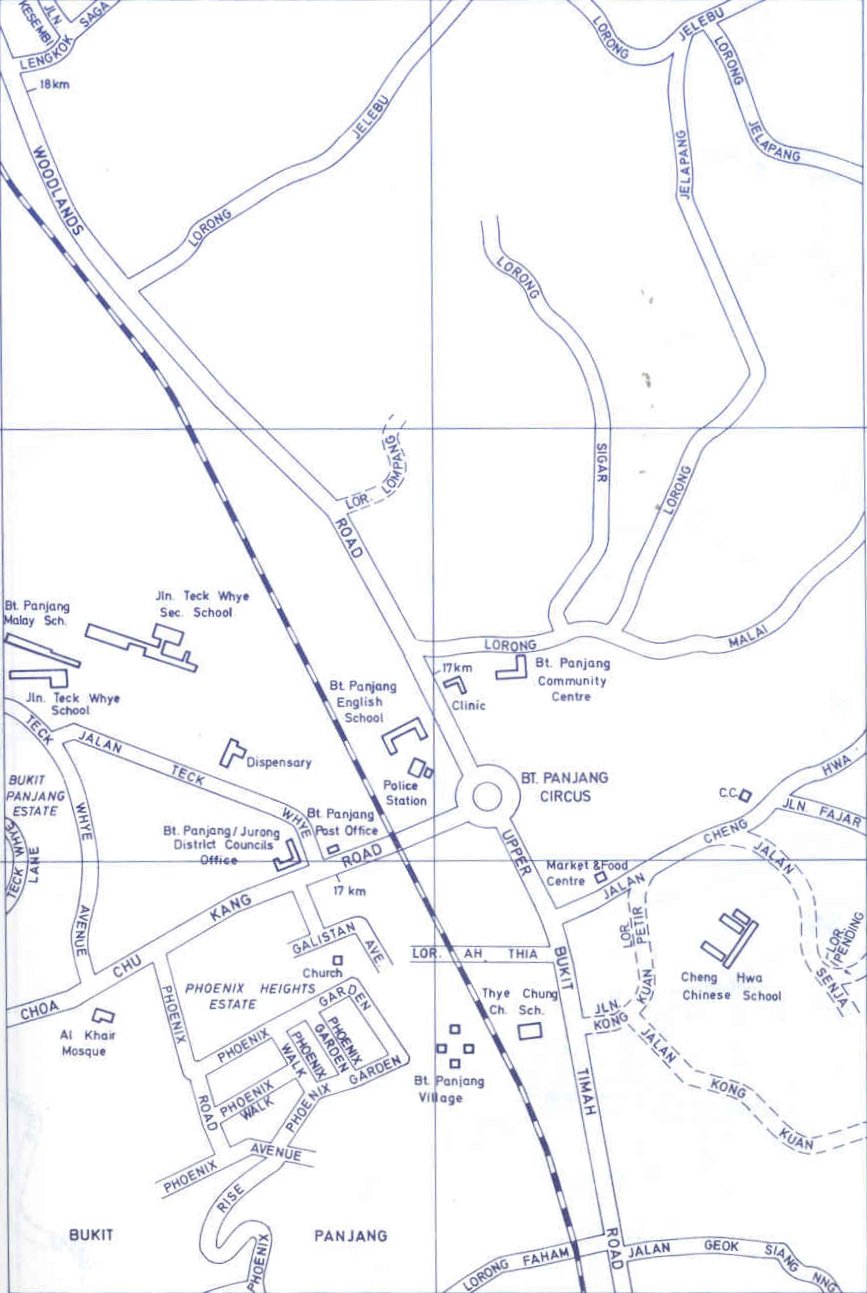 JLN.
KESEMBI
LENGKOK SAGA
18km
WOODLANDS
LORONG JELEBU
LORONG JELEBU
LORONG JELAPANG
JELAPANG
LORONG
LORONG
SIGAR
LOR. LOMPANG
ROAD
LORONG MALAI
17km
Bt. Panjang
Malay Sch.
Jln. Teck Whye
Sec. School
Jln. Teck Whye
School
Bt. Panjang
English
School
Clinic
Bt. Panjang
Community
Centre
TECK
WHYE
AVENUE
JALAN TECK WHYE
Dispensary
Police
Station
BT. PANJANG
CIRCUS
BUKIT
PANJANG
ESTATE
TECK WHYE
LANE
Bt. Panjang/Jurong
District Councils
Office
Bt. Panjang
Post Office
C.C.
HWA
JLN. FAJAR
CHENG
JALAN
Market & Food
Centre
UPPER
BUKIT
TIMAH
ROAD
ROAD
KANG
CHU
CHOA
17 km
GALISTAN AVE.
LOR. AH THIA
LOR. PETIR
KUAN
JLN.
KONG
JALAN
SENJA
LOR.
PENDING
Cheng Hwa
Chinese School
Church
PHOENIX HEIGHTS
ESTATE
Thye Chung
Ch. Sch.
Al Khair
Mosque
PHOENIX
ROAD
PHOENIX GARDEN
PHOENIX
WALK
PHOENIX
GARDEN
PHOENIX
PHOENIX
WALK
GARDEN
PHOENIX
RISE
PHOENIX AVENUE
PHOENIX
Bt. Panjang
Village
JALAN
KONG
KUAN
BUKIT PANJANG
LORONG FAHAM
JALAN GEOK SIANG NNG